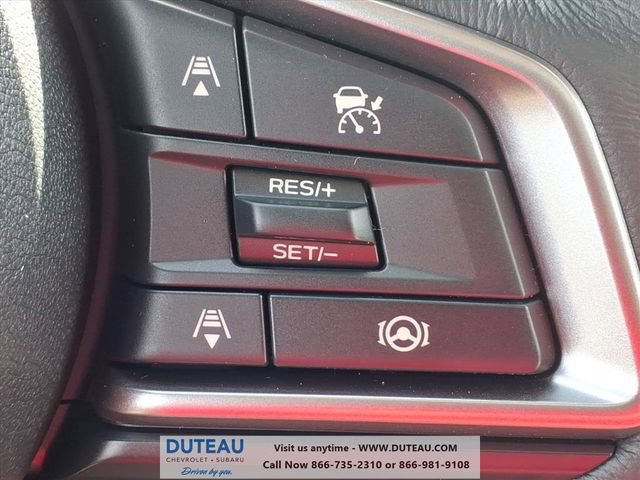 RES/+
SET/−
DUTEAU
CHEVROLET • SUBARU
Driven by you.
Visit us anytime - WWW.DUTEAU.COM
Call Now 866-735-2310 or 866-981-9108